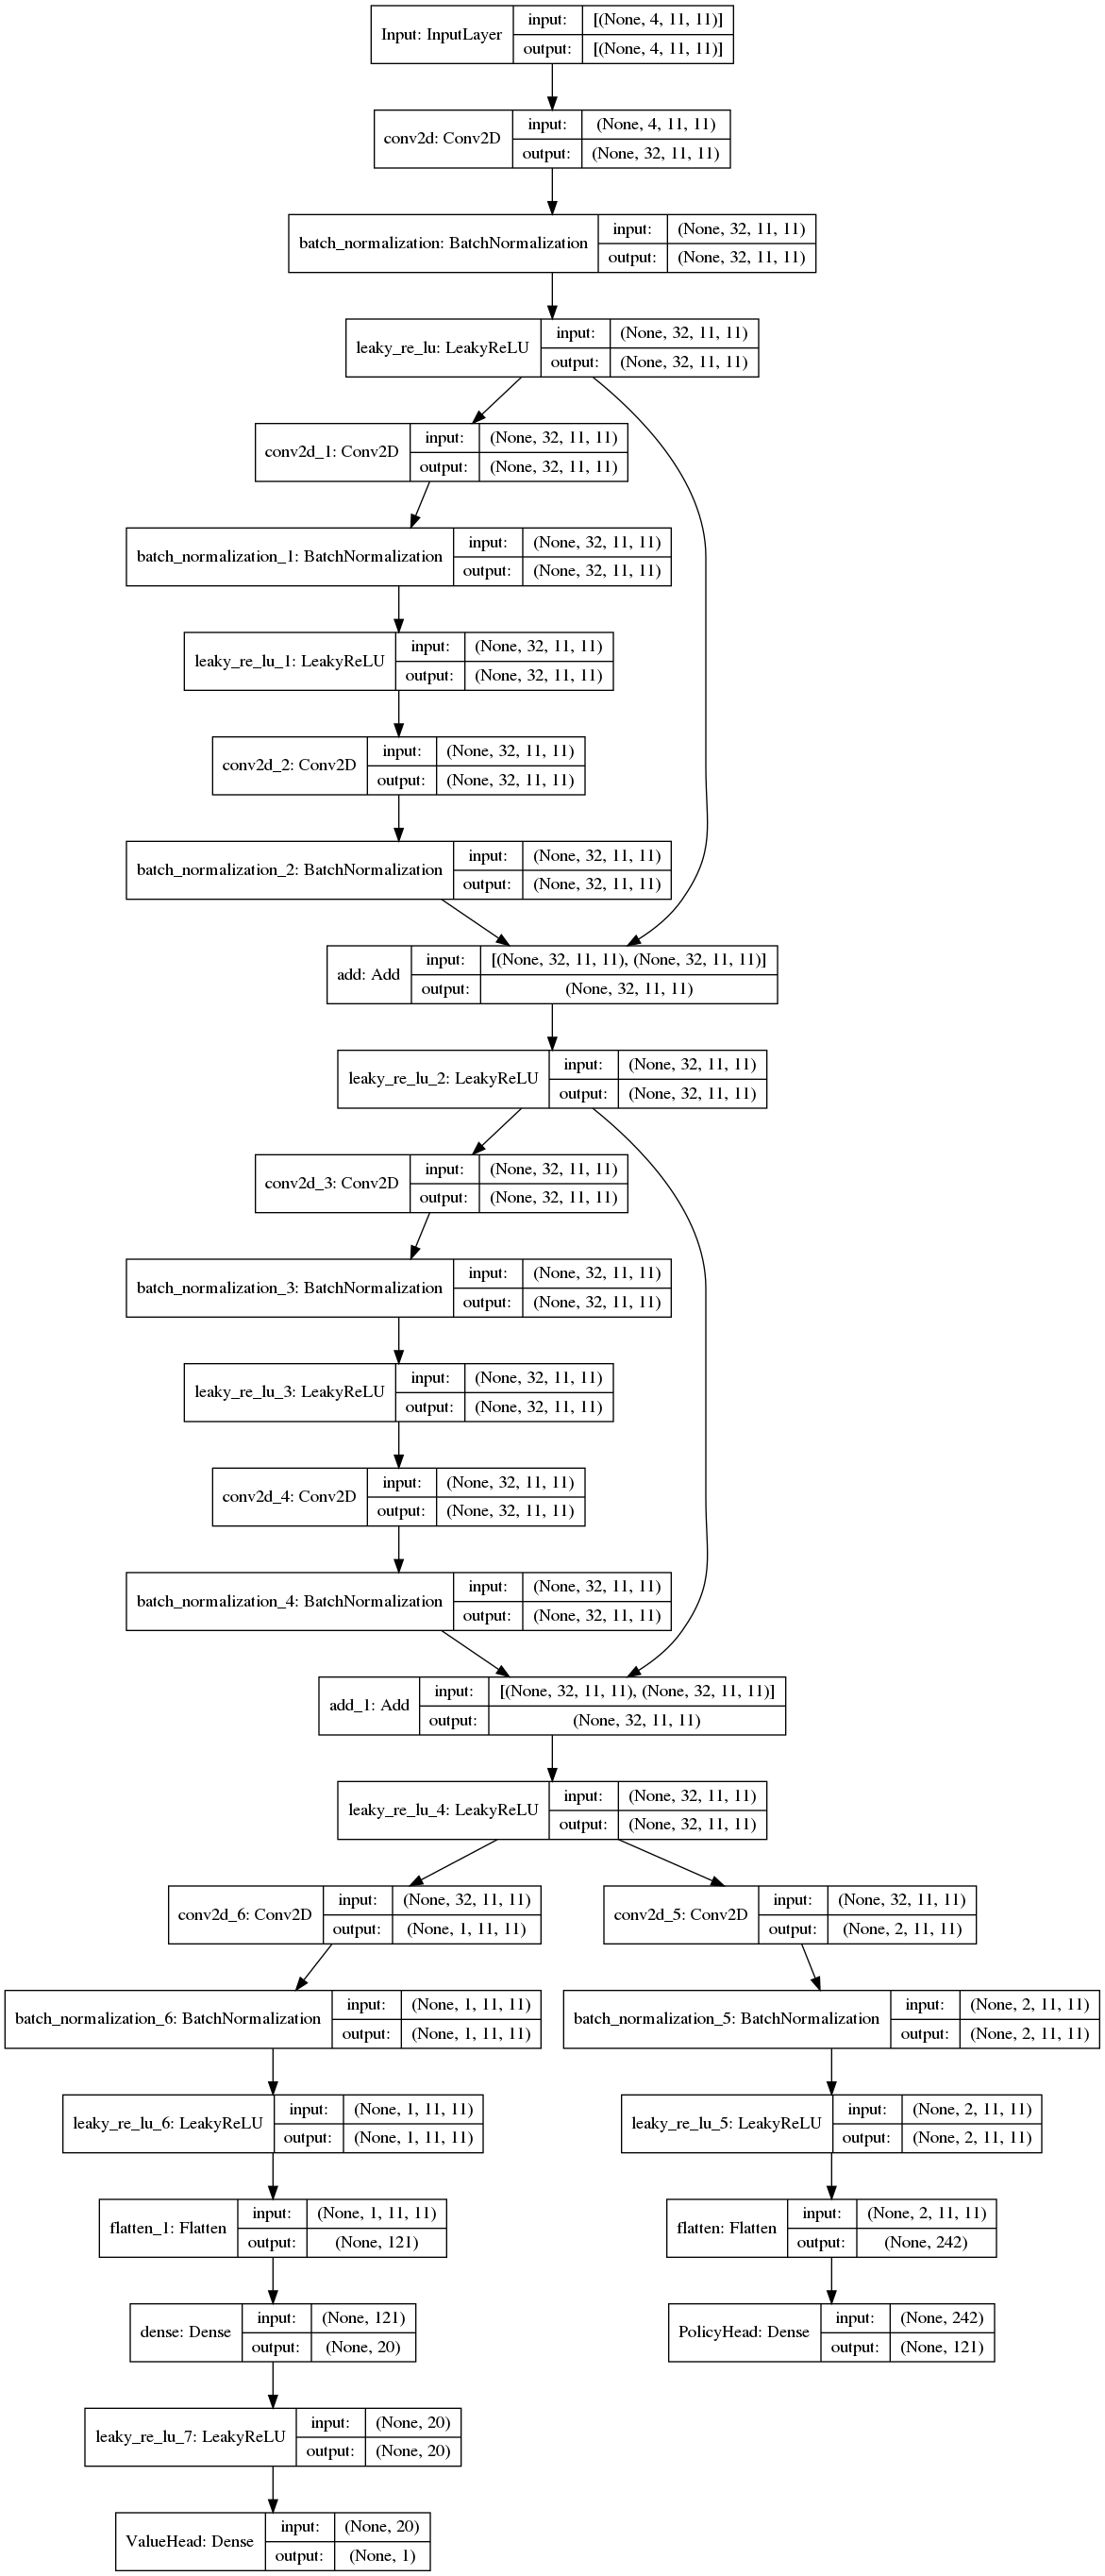 Input: InputLayer
input: [(None, 4, 11, 11)]
output: [(None, 4, 11, 11)]
conv2d: Conv2D
input: (None, 4, 11, 11)
output: (None, 32, 11, 11)
batch_normalization: BatchNormalization
input: (None, 32, 11, 11)
output: (None, 32, 11, 11)
leaky_re_lu: LeakyReLU
input: (None, 32, 11, 11)
output: (None, 32, 11, 11)
conv2d_1: Conv2D
input: (None, 32, 11, 11)
output: (None, 32, 11, 11)
batch_normalization_1: BatchNormalization
input: (None, 32, 11, 11)
output: (None, 32, 11, 11)
leaky_re_lu_1: LeakyReLU
input: (None, 32, 11, 11)
output: (None, 32, 11, 11)
conv2d_2: Conv2D
input: (None, 32, 11, 11)
output: (None, 32, 11, 11)
batch_normalization_2: BatchNormalization
input: (None, 32, 11, 11)
output: (None, 32, 11, 11)
add: Add
input: [(None, 32, 11, 11), (None, 32, 11, 11)]
output: (None, 32, 11, 11)
leaky_re_lu_2: LeakyReLU
input: (None, 32, 11, 11)
output: (None, 32, 11, 11)
conv2d_3: Conv2D
input: (None, 32, 11, 11)
output: (None, 32, 11, 11)
batch_normalization_3: BatchNormalization
input: (None, 32, 11, 11)
output: (None, 32, 11, 11)
leaky_re_lu_3: LeakyReLU
input: (None, 32, 11, 11)
output: (None, 32, 11, 11)
conv2d_4: Conv2D
input: (None, 32, 11, 11)
output: (None, 32, 11, 11)
batch_normalization_4: BatchNormalization
input: (None, 32, 11, 11)
output: (None, 32, 11, 11)
add_1: Add
input: [(None, 32, 11, 11), (None, 32, 11, 11)]
output: (None, 32, 11, 11)
leaky_re_lu_4: LeakyReLU
input: (None, 32, 11, 11)
output: (None, 32, 11, 11)
conv2d_6: Conv2D
input: (None, 32, 11, 11)
output: (None, 1, 11, 11)
conv2d_5: Conv2D
input: (None, 32, 11, 11)
output: (None, 2, 11, 11)
batch_normalization_6: BatchNormalization
input: (None, 1, 11, 11)
output: (None, 1, 11, 11)
batch_normalization_5: BatchNormalization
input: (None, 2, 11, 11)
output: (None, 2, 11, 11)
leaky_re_lu_6: LeakyReLU
input: (None, 1, 11, 11)
output: (None, 1, 11, 11)
leaky_re_lu_5: LeakyReLU
input: (None, 2, 11, 11)
output: (None, 2, 11, 11)
flatten_1: Flatten
input: (None, 1, 11, 11)
output: (None, 121)
flatten: Flatten
input: (None, 2, 11, 11)
output: (None, 242)
dense: Dense
input: (None, 121)
output: (None, 20)
PolicyHead: Dense
input: (None, 242)
output: (None, 121)
leaky_re_lu_7: LeakyReLU
input: (None, 20)
output: (None, 20)
ValueHead: Dense
input: (None, 20)
output: (None, 1)